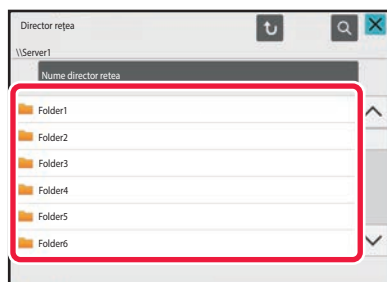 Director rețea
\\Server1
Nume director retea
Folder1
Folder2
Folder3
Folder4
Folder5
Folder6